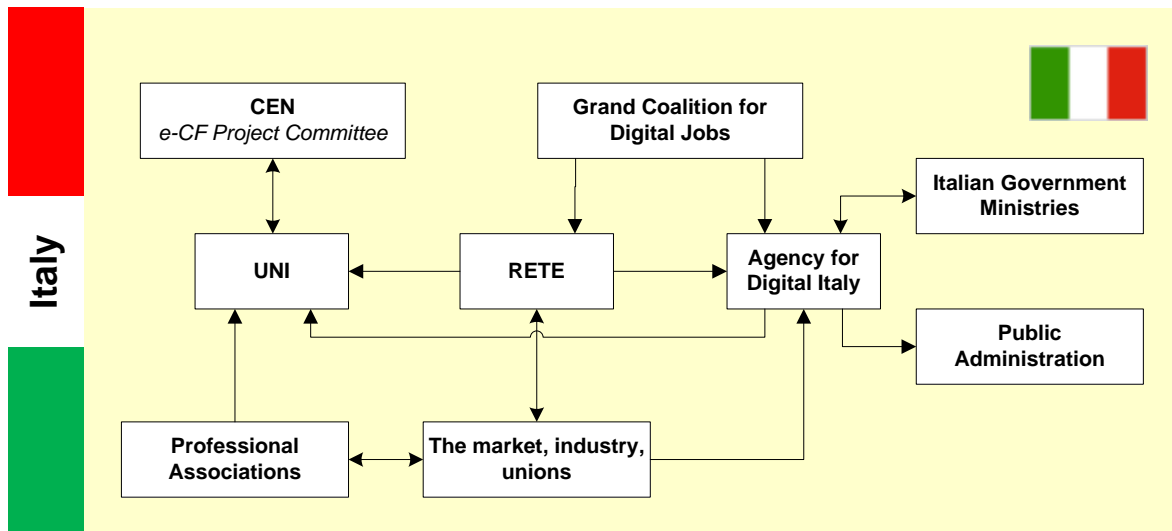 CEN
e-CF Project Committee
Grand Coalition for
Digital Jobs
Italian Government
Ministries
Italy
UNI
RETE
Agency for
Digital Italy
Public
Administration
Professional
Associations
The market, industry,
unions